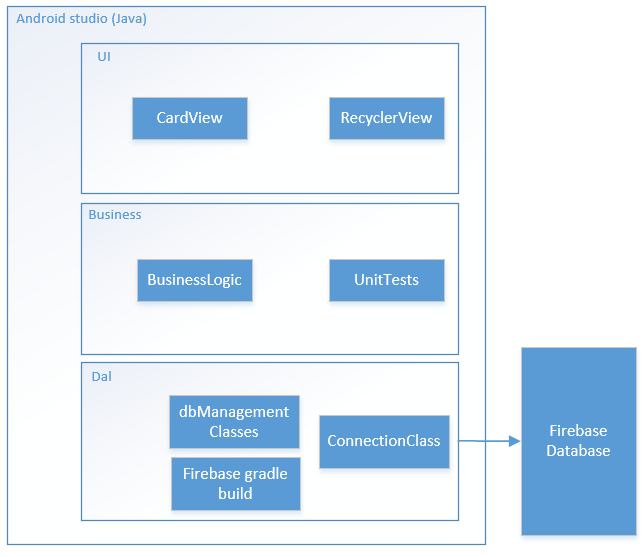 Android studio (Java)
UI
CardView
RecyclerView
Business
BusinessLogic
UnitTests
Dal
dbManagement
Classes
ConnectionClass
Firebase gradle
build
Firebase
Database